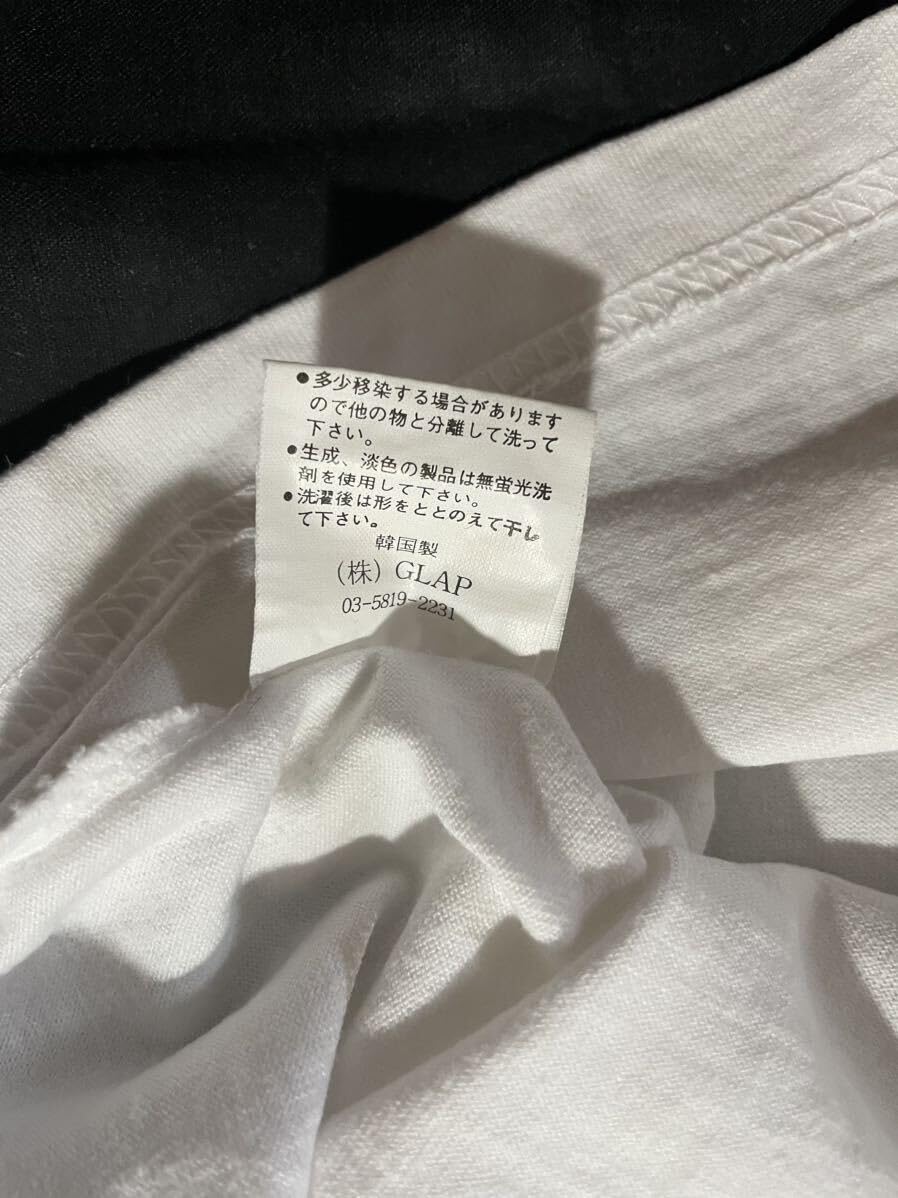 ●多少移染する場合があります
ので他の物と分離して洗って
下さい。
●生成、淡色の製品は無蛍光洗
剤を使用して下さい。
●洗濯後は形をととのえて干し
て下さい。
韓国製
(株) GLAP
03-5819-2231